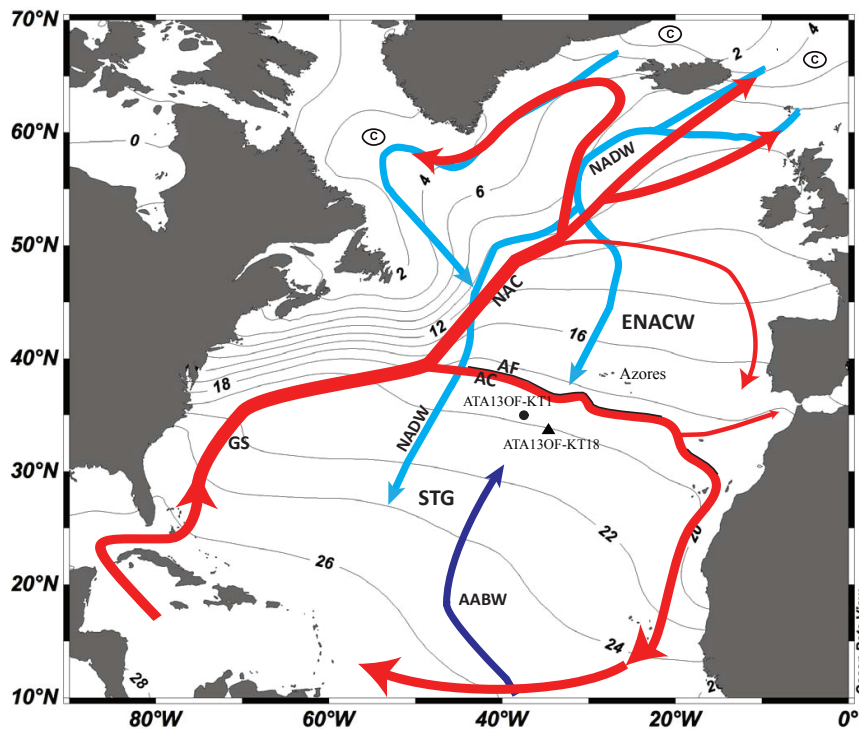 70°N
60°N
50°N
40°N
30°N
20°N
10°N
80°W
60°W
40°W
20°W
0°
C
C
C
2
4
0
4
6
2
NADW
NAC
12
16
ENACW
18
AF
AC
Azores
ATA13OF-KT1
ATA13OF-KT18
GS
NADW
STG
22
20
26
AABW
24
28